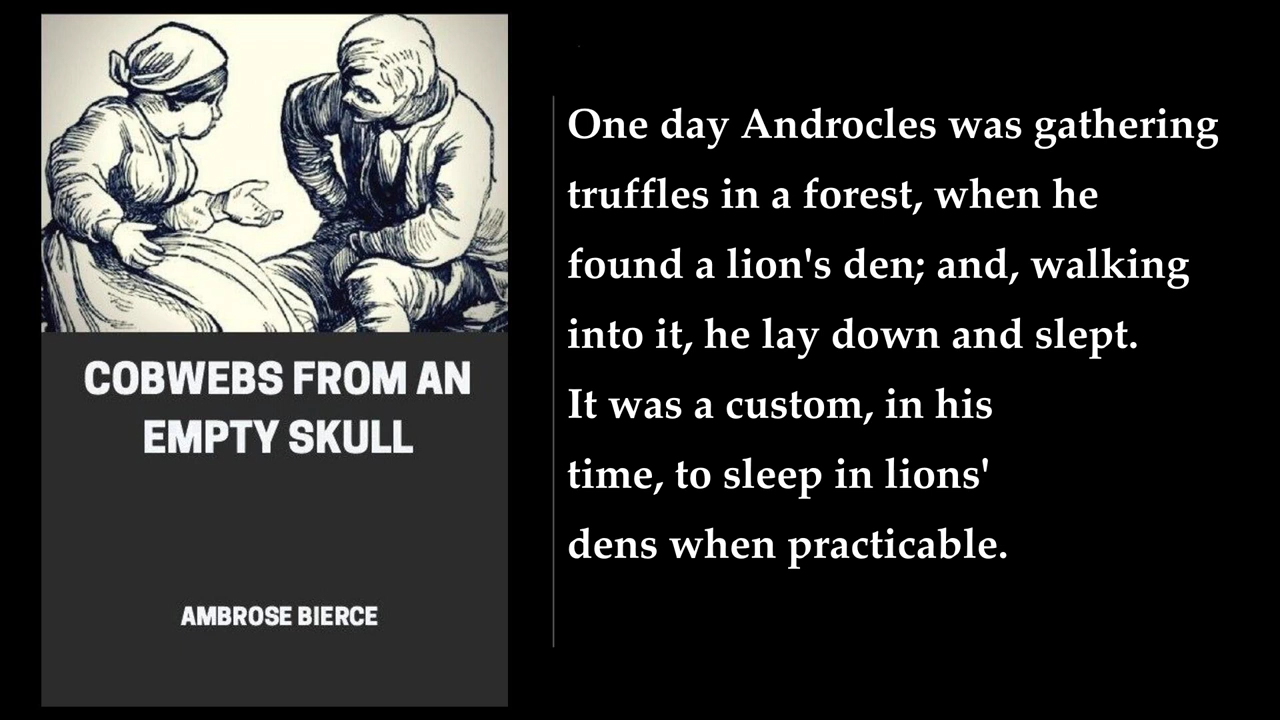 COBWEBS FROM AN
EMPTY SKULL
AMBROSE BIERCE
One day Androcles was gathering
truffles in a forest, when he
found a lion's den; and, walking
into it, he lay down and slept.
It was a custom, in his
time, to sleep in lions'
dens when practicable.